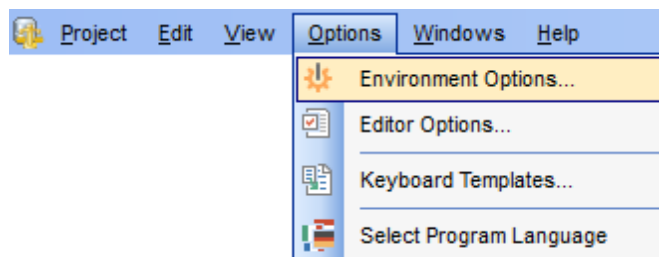 Project Edit View Options Windows Help
Environment Options...
Editor Options...
Keyboard Templates...
Select Program Language